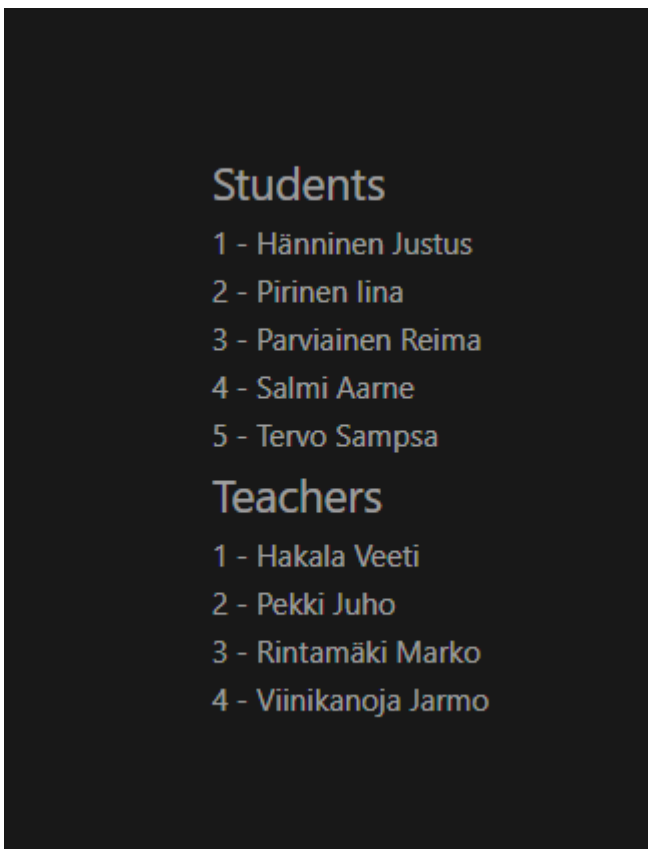 Students
1 - Hänninen Justus
2 - Pirinen Iina
3 - Parviainen Reima
4 - Salmi Aarne
5 - Tervo Sampsa
Teachers
1 - Hakala Veeti
2 - Pekki Juho
3 - Rintamäki Marko
4 - Viinikanoja Jarmo